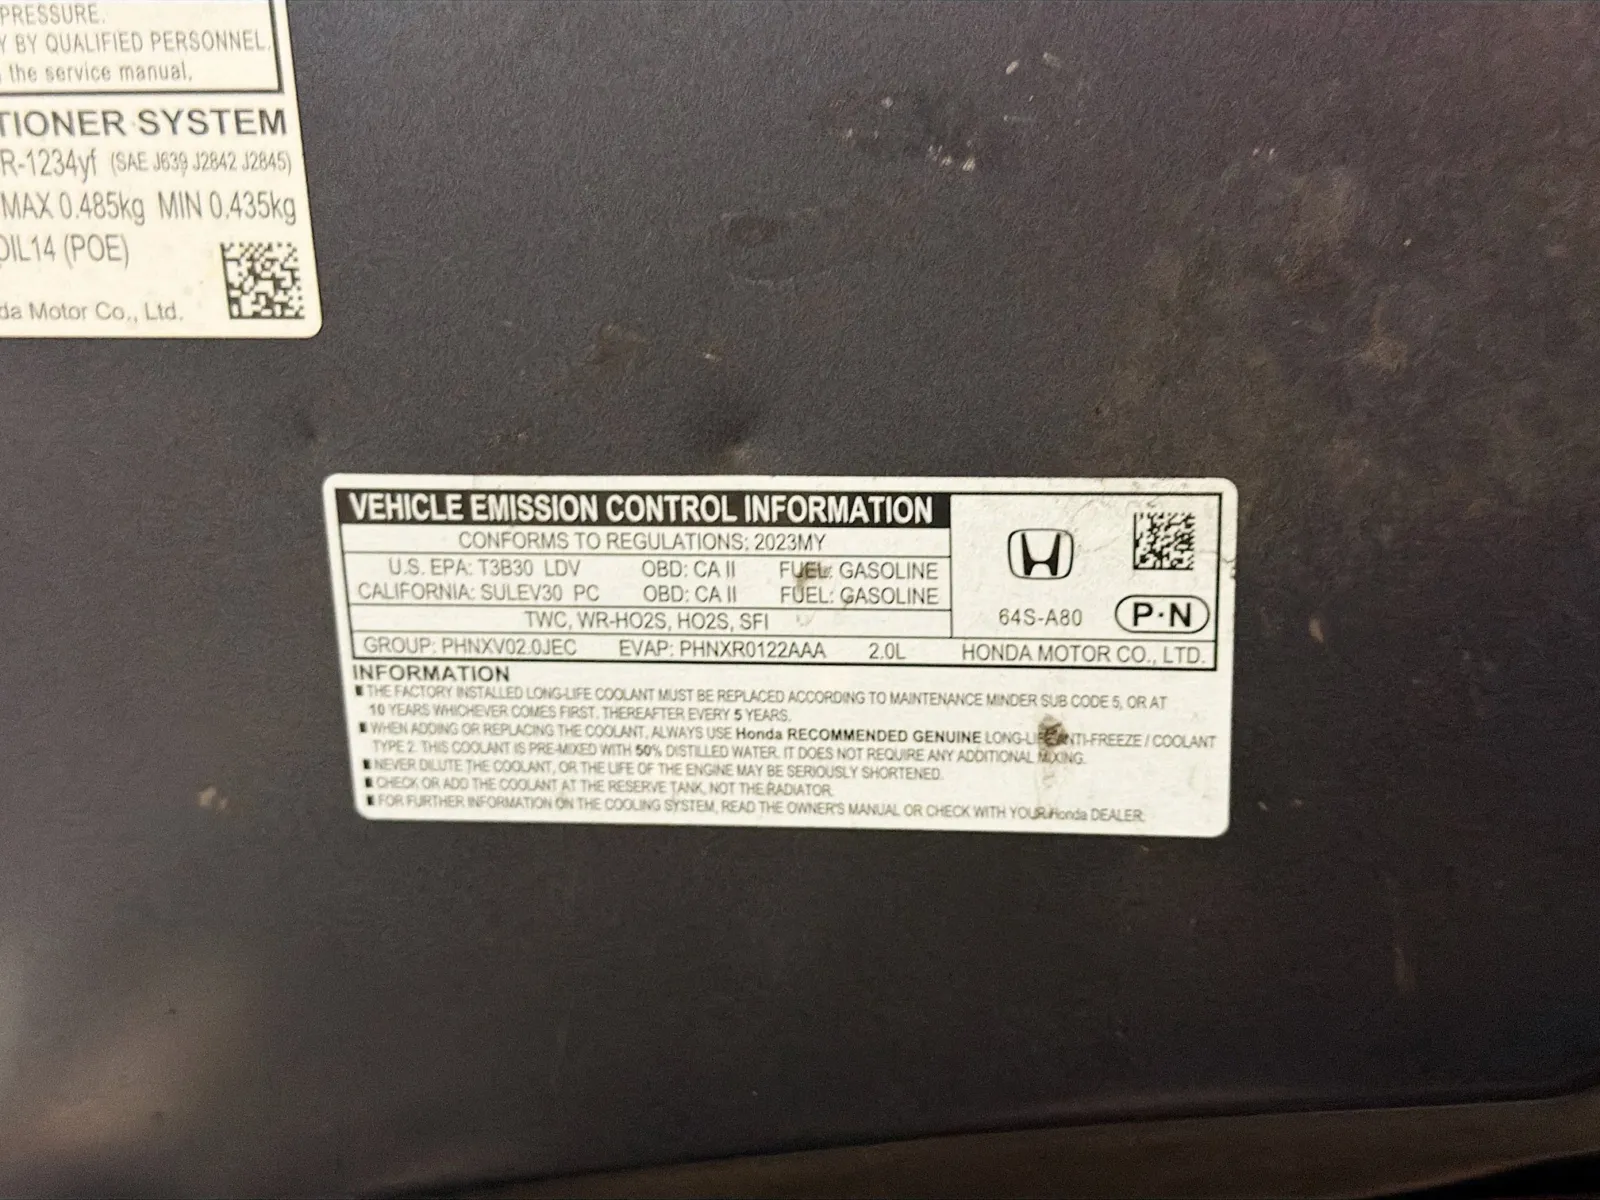 PRESSURE.
Y BY QUALIFIED PERSONNEL.
the service manual.
TIONER SYSTEM
R-1234yf (SAE J639 J2842 J2845)
MAX 0.485kg MIN 0.435kg
OIL14 (POE)
da Motor Co., Ltd.
VEHICLE EMISSION CONTROL INFORMATION
CONFORMS TO REGULATIONS: 2023MY
U.S. EPA: T3B30 LDV OBD: CA II FUEL: GASOLINE
CALIFORNIA: SULEV30 PC OBD: CA II FUEL: GASOLINE
TWC, WR-HO2S, HO2S, SFI
64S-A80 P·N
GROUP: PHNXV02.0JEC EVAP: PHNXR0122AAA 2.0L HONDA MOTOR CO., LTD.
INFORMATION
THE FACTORY INSTALLED LONG-LIFE COOLANT MUST BE REPLACED ACCORDING TO MAINTENANCE MINDER SUB CODE 5, OR AT
10 YEARS WHICHEVER COMES FIRST. THEREAFTER EVERY 5 YEARS.
WHEN ADDING OR REPLACING THE COOLANT, ALWAYS USE Honda RECOMMENDED GENUINE LONG-LIFE ANTI-FREEZE / COOLANT
TYPE 2. THIS COOLANT IS PRE-MIXED WITH 50% DISTILLED WATER. IT DOES NOT REQUIRE ANY ADDITIONAL MIXING.
NEVER DILUTE THE COOLANT, OR THE LIFE OF THE ENGINE MAY BE SERIOUSLY SHORTENED.
CHECK OR ADD THE COOLANT AT THE RESERVE TANK, NOT THE RADIATOR.
FOR FURTHER INFORMATION ON THE COOLING SYSTEM, READ THE OWNER'S MANUAL OR CHECK WITH YOUR Honda DEALER.